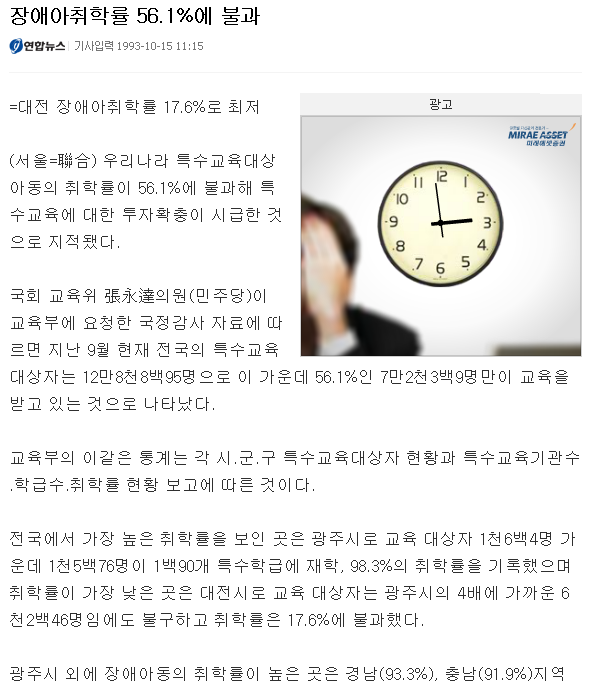 장애아취학률 56.1%에 불과
연합뉴스 기사입력 1993-10-15 11:15
=대전 장애아취학률 17.6%로 최저
광고
MIRAE ASSET
미래에셋증권
12
1
2
3
4
5
6
7
8
9
10
11
(서울=聯合) 우리나라 특수교육대상
아동의 취학률이 56.1%에 불과해 특
수교육에 대한 투자확충이 시급한 것
으로 지적됐다.
국회 교육위 張永達의원(민주당)이
교육부에 요청한 국정감사 자료에 따
르면 지난 9월 현재 전국의 특수교육
대상자는 12만8천8백95명으로 이 가운데 56.1%인 7만2천3백9명만이 교육을
받고 있는 것으로 나타났다.
교육부의 이같은 통계는 각 시.군.구 특수교육대상자 현황과 특수교육기관수
.학급수.취학률 현황 보고에 따른 것이다.
전국에서 가장 높은 취학률을 보인 곳은 광주시로 교육 대상자 1천6백4명 가
운데 1천5백76명이 1백90개 특수학급에 재학, 98.3%의 취학률을 기록했으며
취학률이 가장 낮은 곳은 대전시로 교육 대상자는 광주시의 4배에 가까운 6
천2백46명임에도 불구하고 취학률은 17.6%에 불과했다.
광주시 외에 장애아동의 취학률이 높은 곳은 경남(93.3%), 충남(91.9%)지역